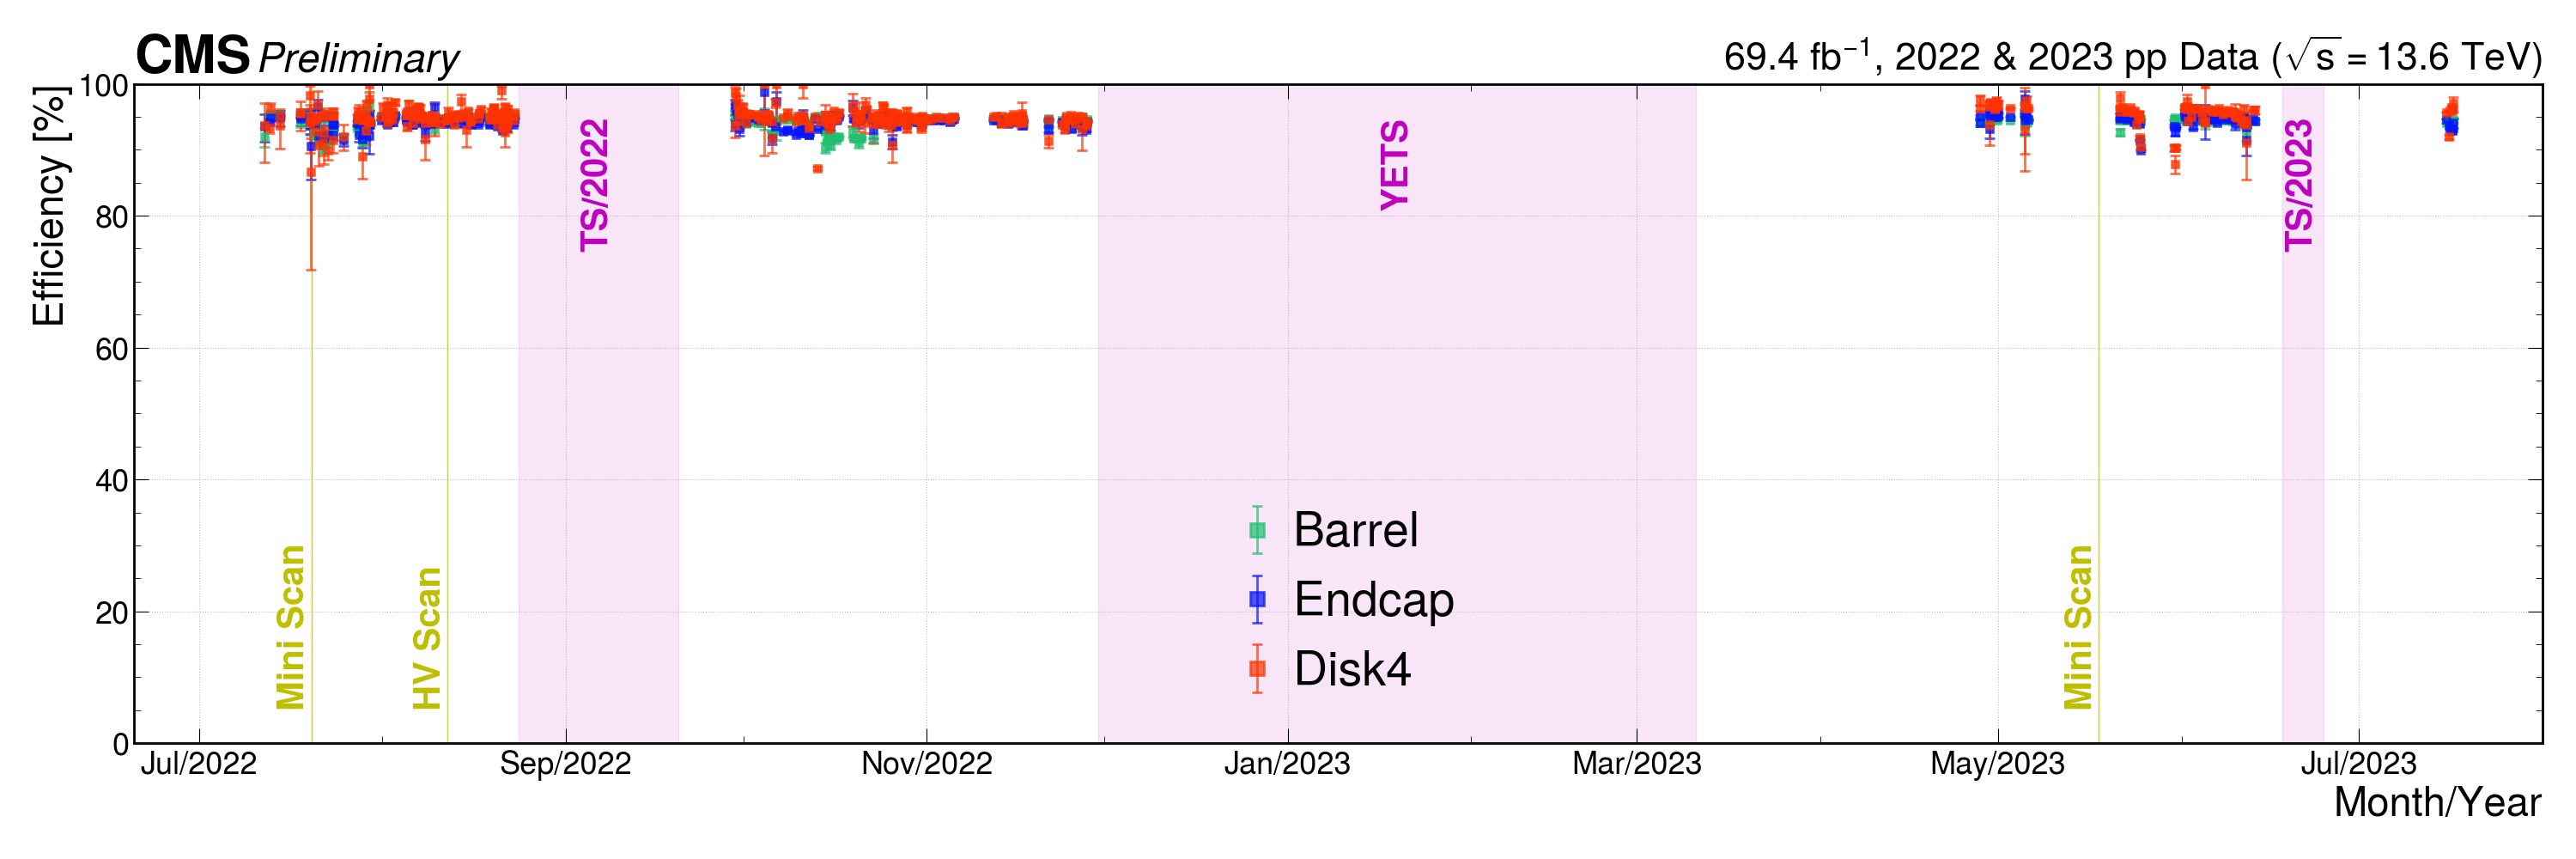 CMS Preliminary
69.4 fb⁻¹, 2022 & 2023 pp Data (√s = 13.6 TeV)
Efficiency [%]
100
80
60
40
20
0
TS/2022
YETS
TS/2023
Mini Scan
HV Scan
Mini Scan
Barrel
Endcap
Disk4
Jul/2022 Sep/2022 Nov/2022 Jan/2023 Mar/2023 May/2023 Jul/2023
Month/Year